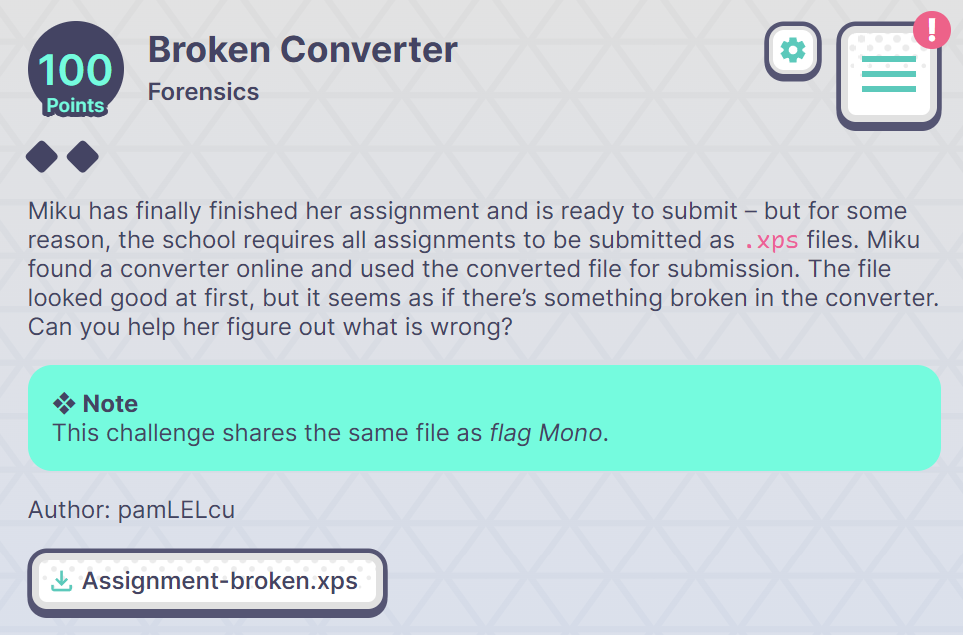 100
Points
Broken Converter
Forensics
!
Miku has finally finished her assignment and is ready to submit – but for some
reason, the school requires all assignments to be submitted as .xps files. Miku
found a converter online and used the converted file for submission. The file
looked good at first, but it seems as if there’s something broken in the converter.
Can you help her figure out what is wrong?
❖ Note
This challenge shares the same file as flag Mono.
Author: pamLELcu
Assignment-broken.xps